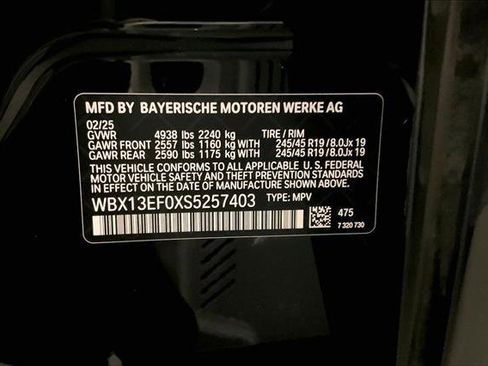 MFD BY BAYERISCHE MOTOREN WERKE AG
02/25
GVWR 4938 lbs 2240 kg TIRE / RIM
GAWR FRONT 2557 lbs 1160 kg WITH 245/45 R19 / 8.0Jx 19
GAWR REAR 2590 lbs 1175 kg WITH 245/45 R19 / 8.0Jx 19
THIS VEHICLE CONFORMS TO ALL APPLICABLE U.S. FEDERAL
MOTOR VEHICLE SAFETY, BUMPER, AND THEFT PREVENTION
STANDARDS IN EFFECT ON THE DATE OF MANUFACTURE SHOWN ABOVE.
WBX13EF0XS5257403 TYPE: MPV
475
7 320 730